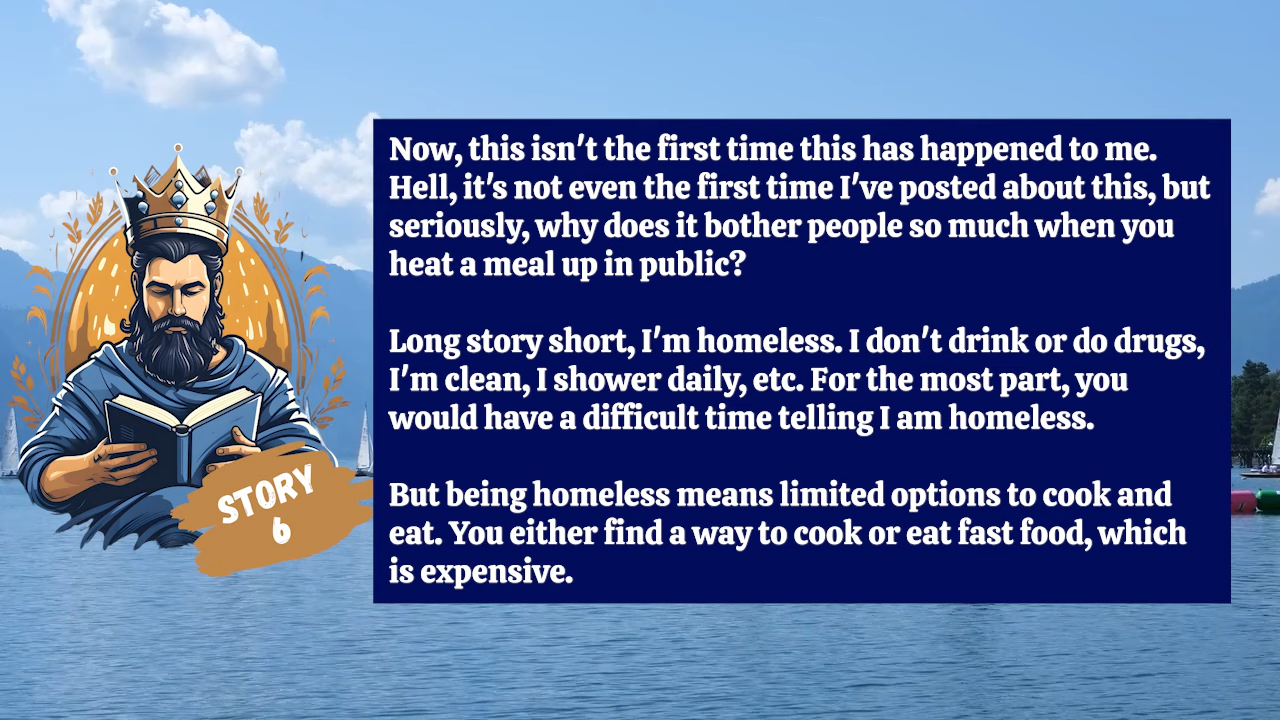 Now, this isn't the first time this has happened to me.
Hell, it's not even the first time I've posted about this, but
seriously, why does it bother people so much when you
heat a meal up in public?
Long story short, I'm homeless. I don't drink or do drugs,
I'm clean, I shower daily, etc. For the most part, you
would have a difficult time telling I am homeless.
But being homeless means limited options to cook and
eat. You either find a way to cook or eat fast food, which
is expensive.
STORY
6